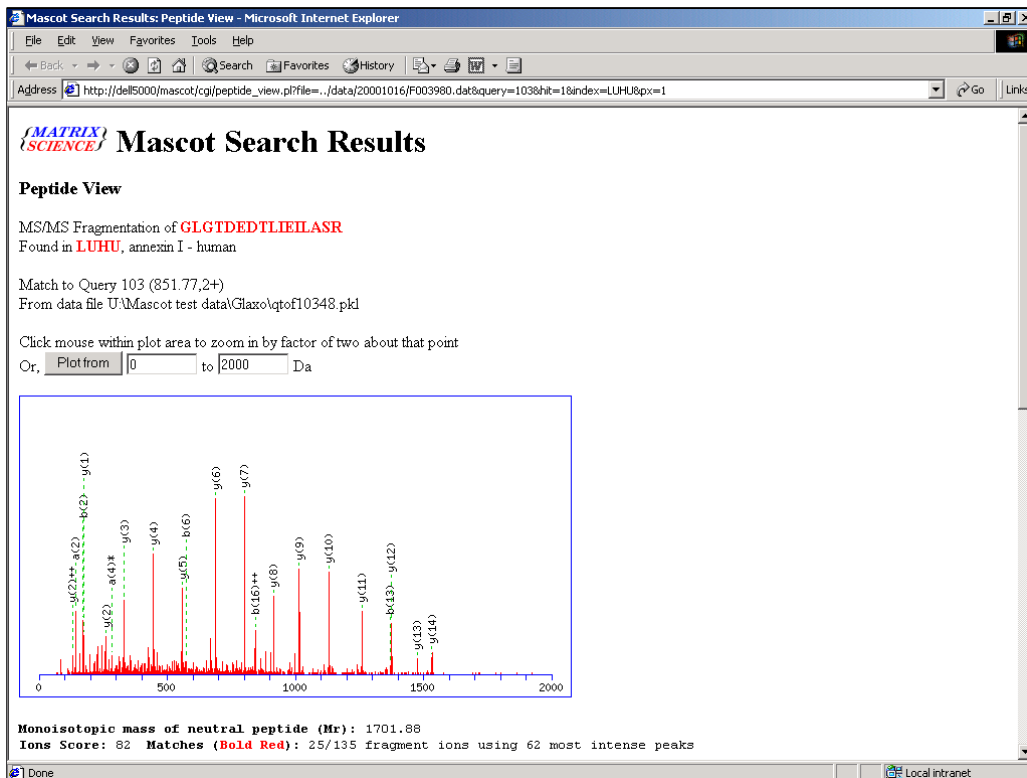 Mascot Search Results: Peptide View - Microsoft Internet Explorer
File Edit View Favorites Tools Help
Back Search Favorites History
Address http://dell5000/mascot/cgi/peptide_view.pl?file=../data/20001016/F003980.dat&query=103&hit=1&index=LUHU&px=1 Go Links
{MATRIX SCIENCE} Mascot Search Results
Peptide View
MS/MS Fragmentation of GLGTDEDTLIEILASR
Found in LUHU, annexin I - human
Match to Query 103 (851.77,2+)
From data file U:\Mascot test data\Glaxo\qtof10348.pkl
Click mouse within plot area to zoom in by factor of two about that point
Or, Plot from 0 to 2000 Da
y(2)++
a(2)
b(2)
y(1)
y(2)
a(4)*
y(3)
y(4)
y(5)
b(6)
y(6)
y(7)
b(16)++
y(8)
y(9)
y(10)
y(11)
b(13)
y(12)
y(13)
y(14)
0 500 1000 1500 2000
Monoisotopic mass of neutral peptide (Mr): 1701.88
Ions Score: 82 Matches (Bold Red): 25/135 fragment ions using 62 most intense peaks
Done Local intranet